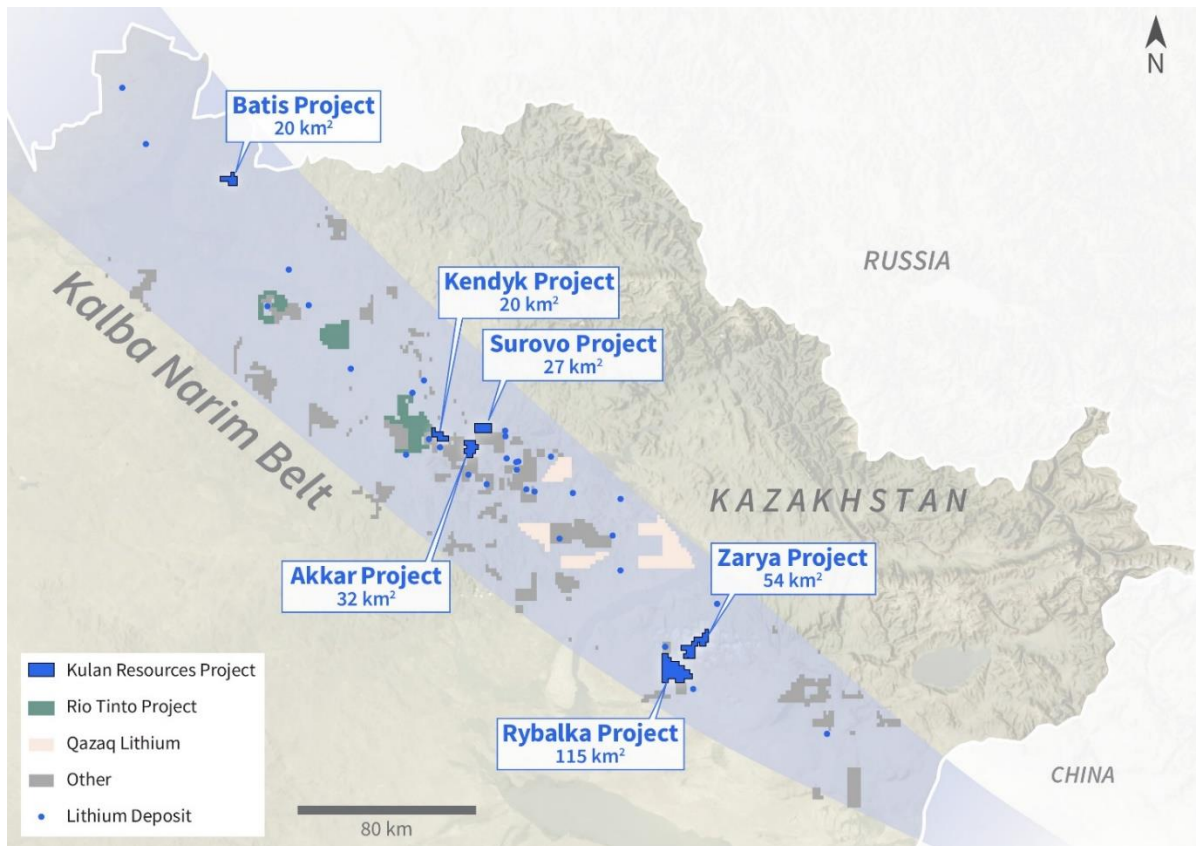 N
Batis Project
20 km²
RUSSIA
Kendyk Project
20 km²
Kalba Narim Belt
Surovo Project
27 km²
KAZAKHSTAN
Akkar Project
32 km²
Zarya Project
54 km²
Rybalka Project
115 km²
CHINA
Kulan Resources Project
Rio Tinto Project
Qazaq Lithium
Other
Lithium Deposit
80 km